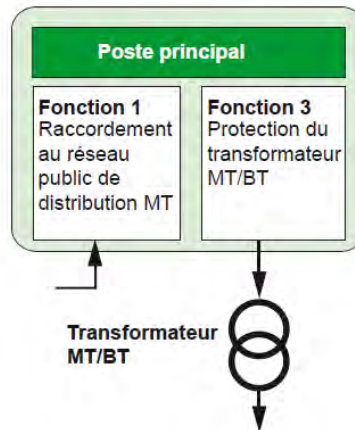 Poste principal
Fonction 1
Raccordement
au réseau
public de
distribution MT
Fonction 3
Protection du
transformateur
MT/BT
Transformateur
MT/BT